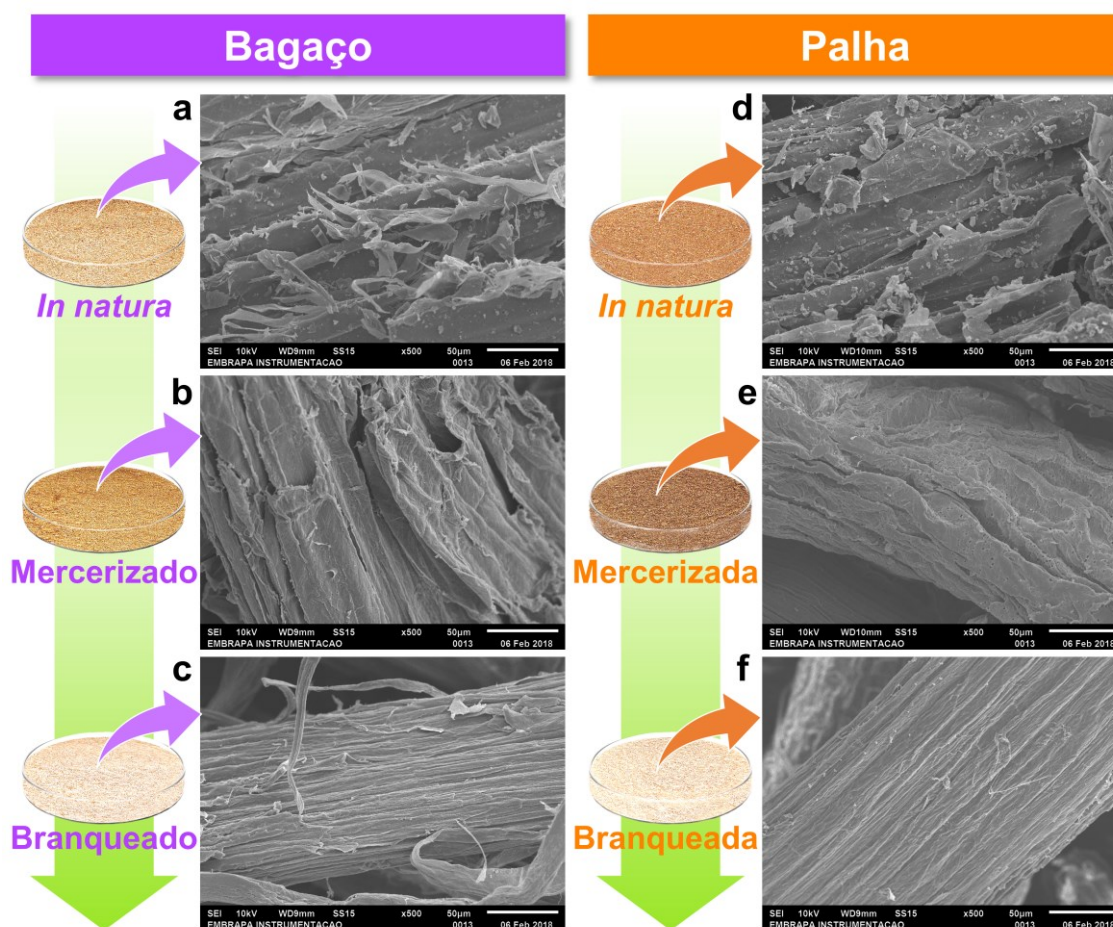 Bagaço
Palha
a
In natura
SEI 10kV WD9mm SS15 x500 50µm
EMBRAPA INSTRUMENTACAO 0013 06 Feb 2018
d
In natura
SEI 10kV WD10mm SS15 x500 50µm
EMBRAPA INSTRUMENTACAO 0013 06 Feb 2018
b
Mercerizado
SEI 10kV WD9mm SS15 x500 50µm
EMBRAPA INSTRUMENTACAO 0013 06 Feb 2018
e
Mercerizada
SEI 10kV WD10mm SS15 x500 50µm
EMBRAPA INSTRUMENTACAO 0013 06 Feb 2018
c
Branqueado
SEI 10kV WD9mm SS15 x500 50µm
EMBRAPA INSTRUMENTACAO 0013 06 Feb 2018
f
Branqueada
SEI 10kV WD9mm SS15 x500 50µm
EMBRAPA INSTRUMENTACAO 0013 06 Feb 2018